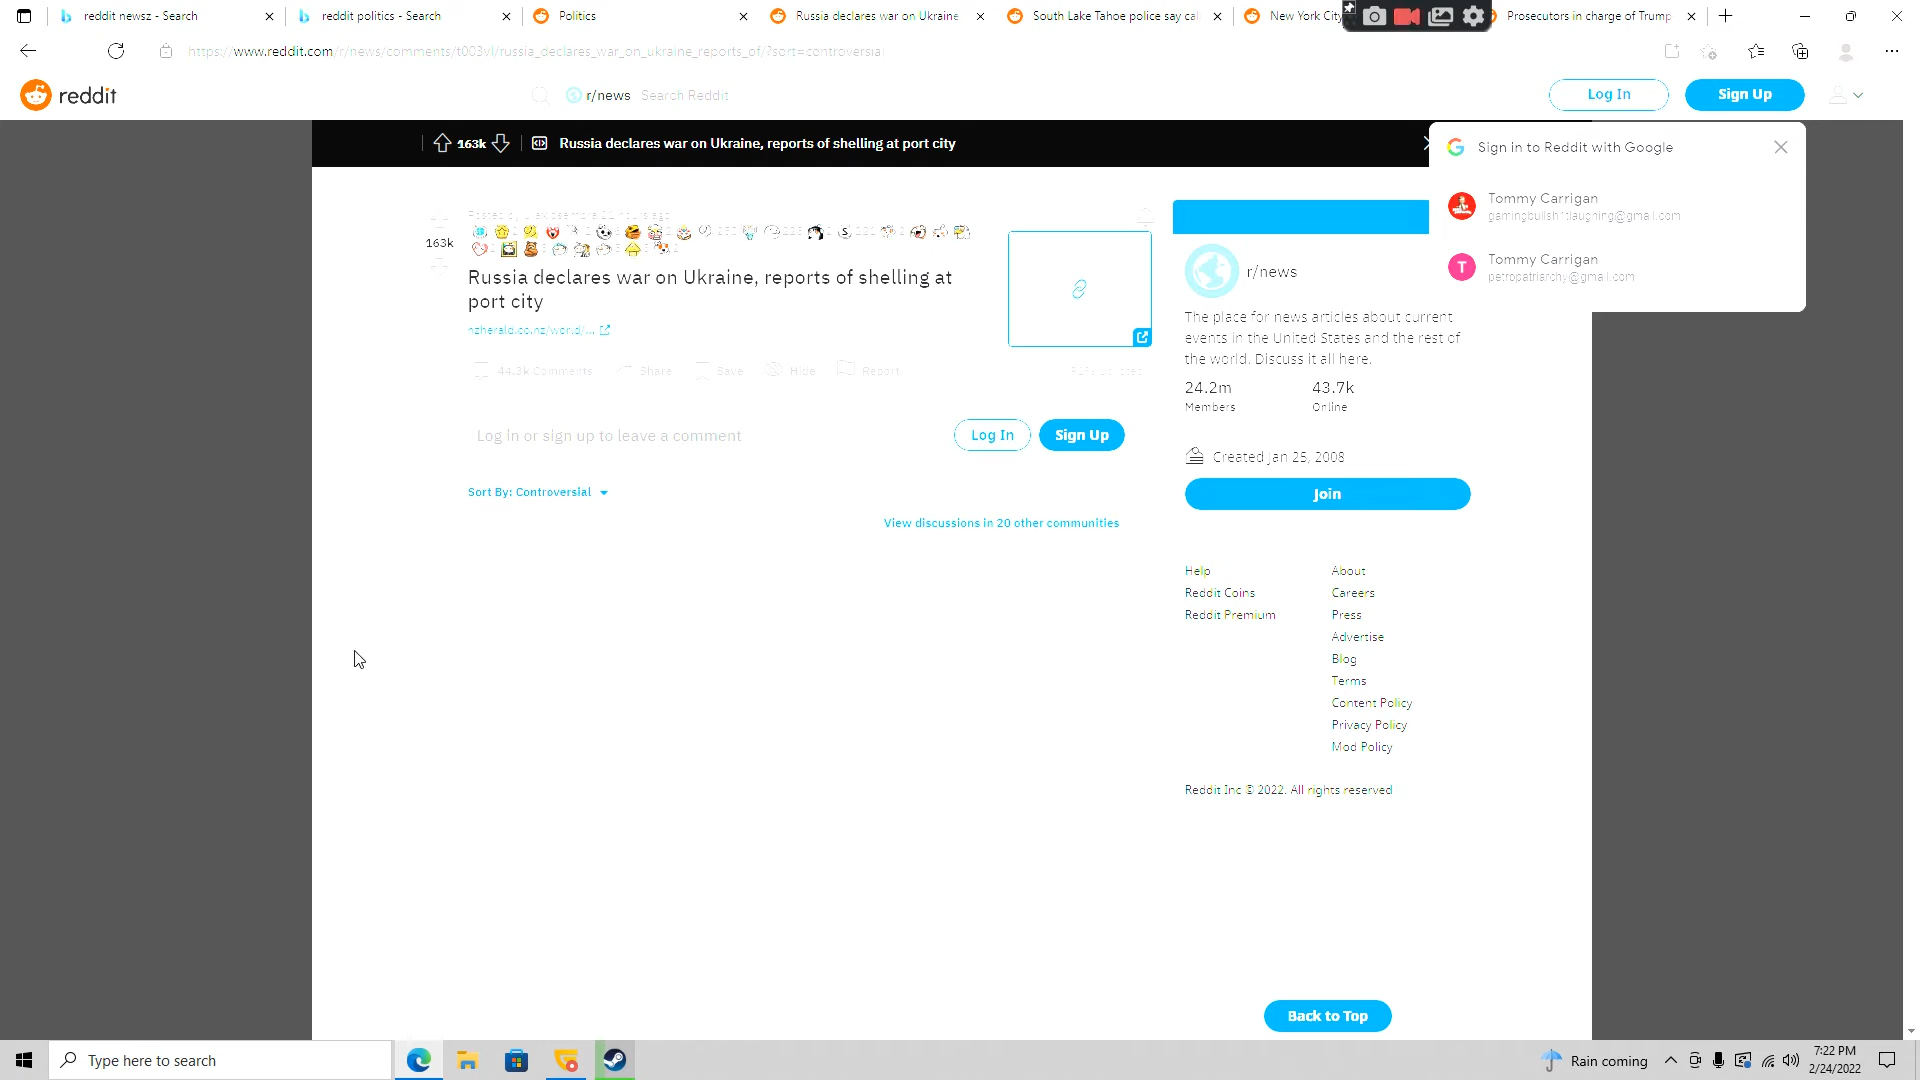 reddit newsz - Search
reddit politics - Search
Politics
Russia declares war on Ukraine
South Lake Tahoe police say cal
New York City
Prosecutors in charge of Trump
https://www.reddit.com/r/news/comments/t003vl/russia_declares_war_on_ukraine_reports_of/?sort=controversial
reddit
r/news Search Reddit
Log In
Sign Up
163k
Russia declares war on Ukraine, reports of shelling at port city
Sign in to Reddit with Google
Tommy Carrigan
gamingbullsh*tlaughing@gmail.com
Tommy Carrigan
petropatriarchy@gmail.com
163k
Russia declares war on Ukraine, reports of shelling at
port city
nzherald.co.nz/world/...
44.3k Comments
Share
Save
Hide
Report
Log in or sign up to leave a comment
Log In
Sign Up
Sort By: Controversial
View discussions in 20 other communities
r/news
The place for news articles about current
events in the United States and the rest of
the world. Discuss it all here.
24.2m
43.7k
Members
Online
Created Jan 25, 2008
Join
Help
About
Reddit Coins
Careers
Reddit Premium
Press
Advertise
Blog
Terms
Content Policy
Privacy Policy
Mod Policy
Reddit Inc © 2022. All rights reserved
Back to Top
Type here to search
Rain coming
7:22 PM
2/24/2022